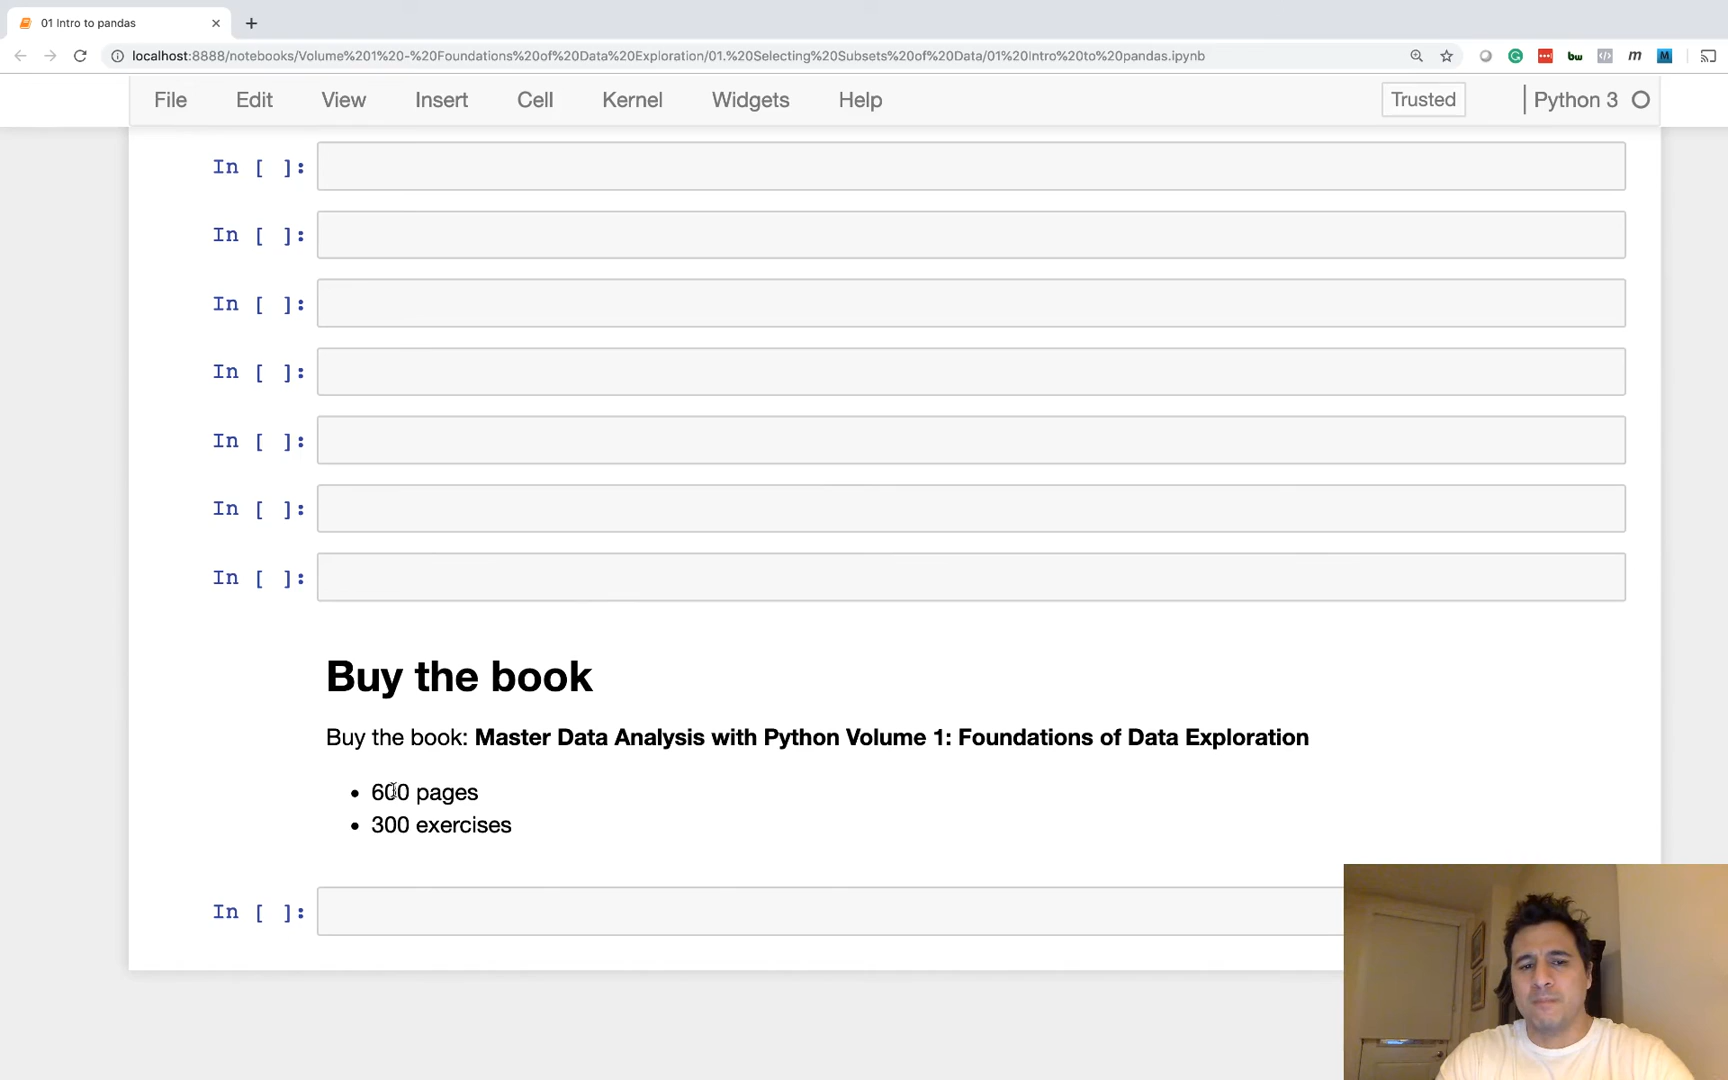 01 Intro to pandas
localhost:8888/notebooks/Volume%201%20-%20Foundations%20of%20Data%20Exploration/01.%20Selecting%20Subsets%20of%20Data/01%20Intro%20to%20pandas.ipynb
bw
m
M
File Edit View Insert Cell Kernel Widgets Help Trusted Python 3
In [ ]:
In [ ]:
In [ ]:
In [ ]:
In [ ]:
In [ ]:
In [ ]:
Buy the book
Buy the book: Master Data Analysis with Python Volume 1: Foundations of Data Exploration
• 600 pages
• 300 exercises
In [ ]: